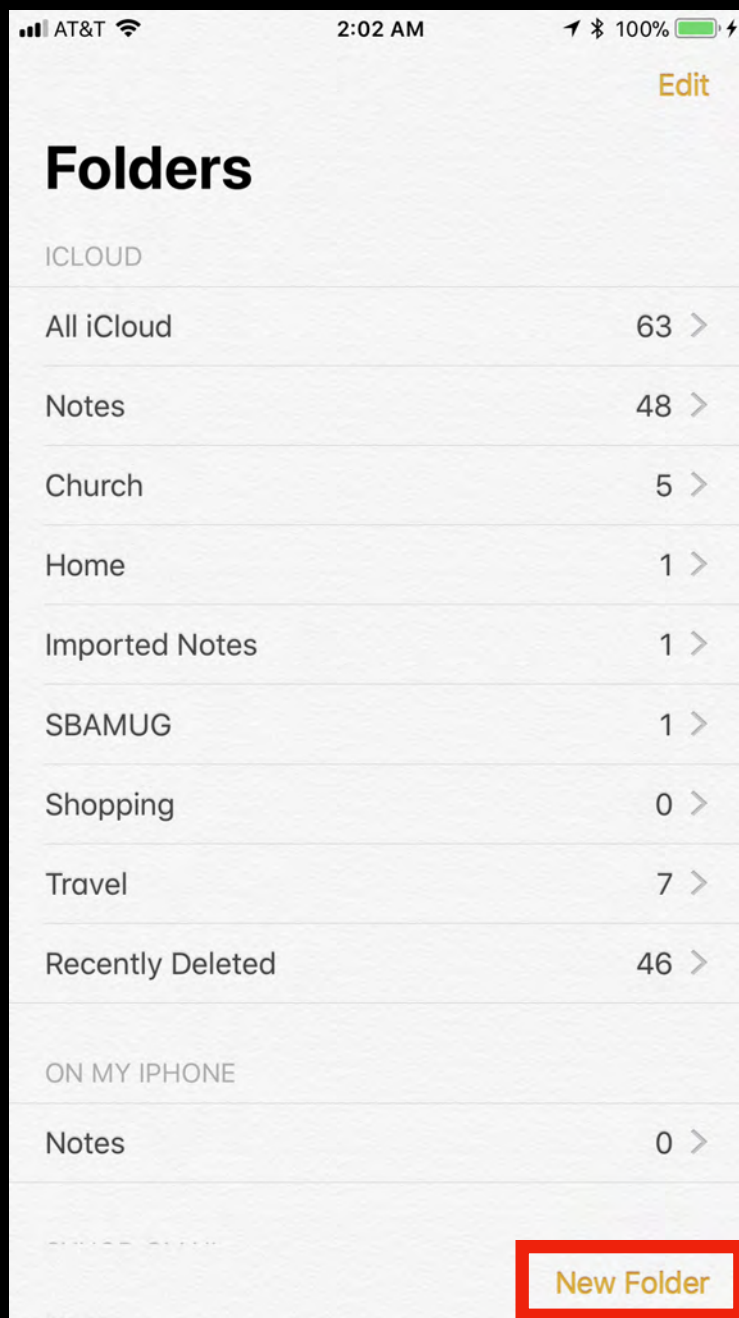 AT&T 2:02 AM 100%
Edit
Folders
ICLOUD
All iCloud 63
Notes 48
Church 5
Home 1
Imported Notes 1
SBAMUG 1
Shopping 0
Travel 7
Recently Deleted 46
ON MY IPHONE
Notes 0
New Folder